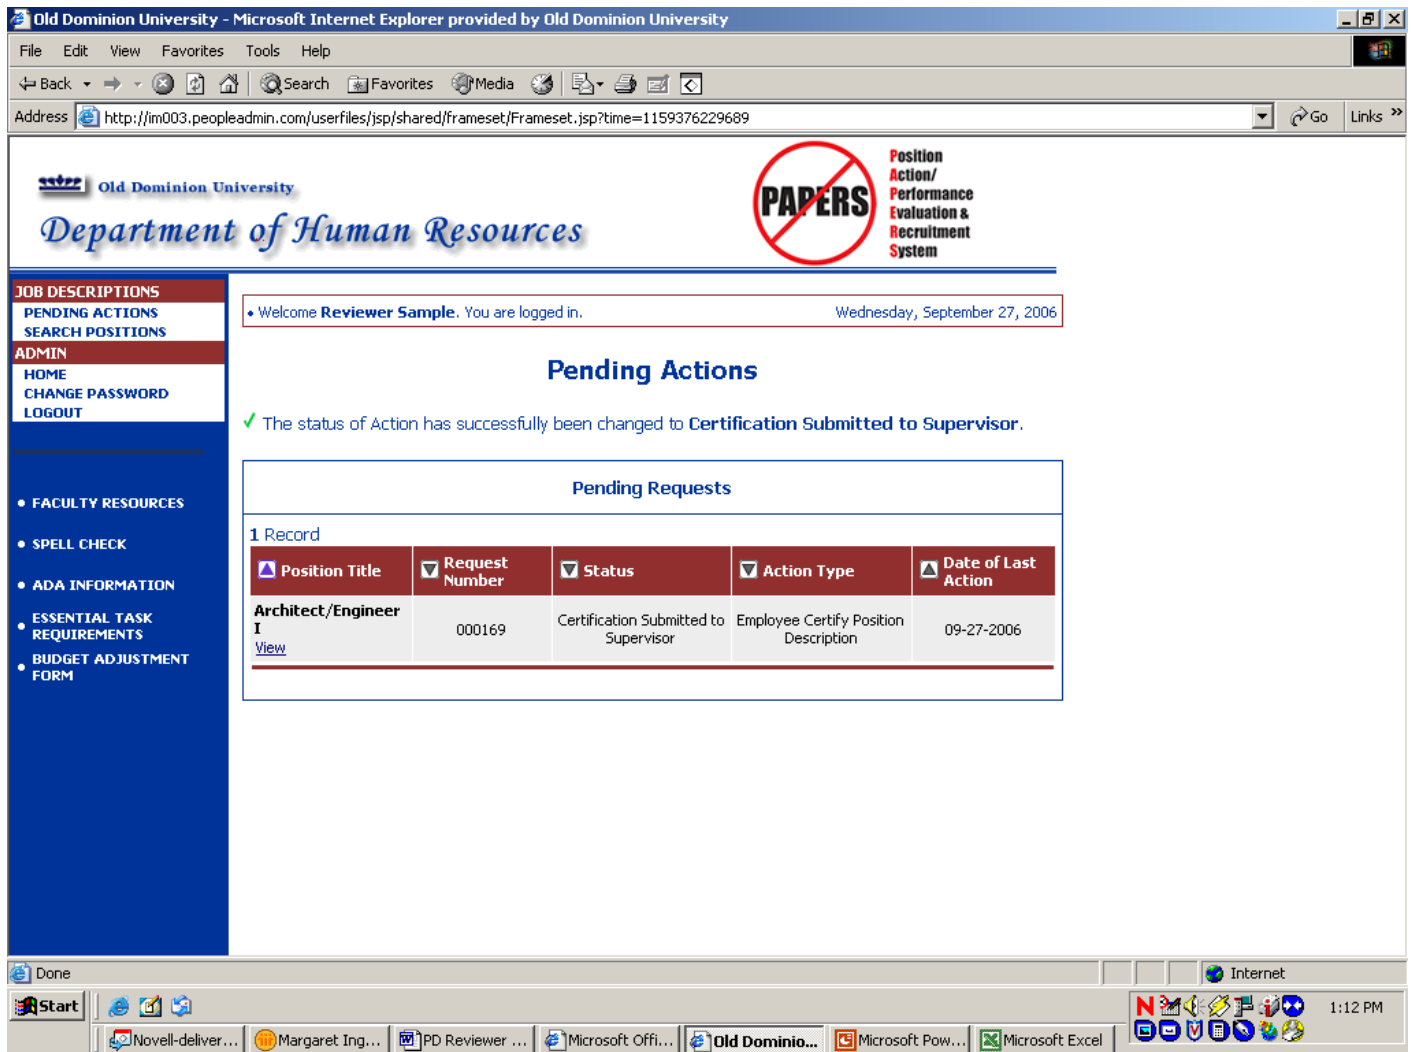 Old Dominion University - Microsoft Internet Explorer provided by Old Dominion University
File Edit View Favorites Tools Help
Back Search Favorites Media
Address http://im003.peopleadmin.com/userfiles/jsp/shared/frameset/Frameset.jsp?time=1159376229689 Go Links »
Old Dominion University
Department of Human Resources
PAPERS
Position
Action/
Performance
Evaluation &
Recruitment
System
JOB DESCRIPTIONS
PENDING ACTIONS
SEARCH POSITIONS
ADMIN
HOME
CHANGE PASSWORD
LOGOUT
• FACULTY RESOURCES
• SPELL CHECK
• ADA INFORMATION
• ESSENTIAL TASK
REQUIREMENTS
• BUDGET ADJUSTMENT
FORM
• Welcome Reviewer Sample. You are logged in. Wednesday, September 27, 2006
Pending Actions
The status of Action has successfully been changed to Certification Submitted to Supervisor.
Pending Requests
1 Record
Position Title
Request
Number
Status
Action Type
Date of Last
Action
Architect/Engineer
I
View
000169
Certification Submitted to
Supervisor
Employee Certify Position
Description
09-27-2006
Done Internet
Start N 1:12 PM
Novell-deliver... Margaret Ing... PD Reviewer ... Microsoft Offi... Old Dominio... Microsoft Pow... Microsoft Excel